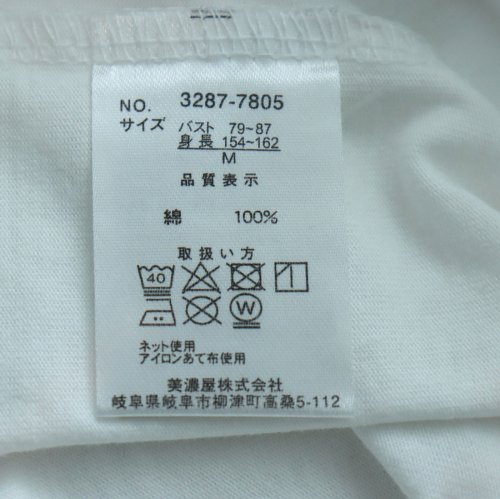 NO. 3287-7805
サイズ バスト 79~87
身長 154~162
M
品質表示
綿 100%
取扱い方
40
W
ネット使用
アイロンあて布使用
美濃屋株式会社
岐阜県岐阜市柳津町高桑5-112